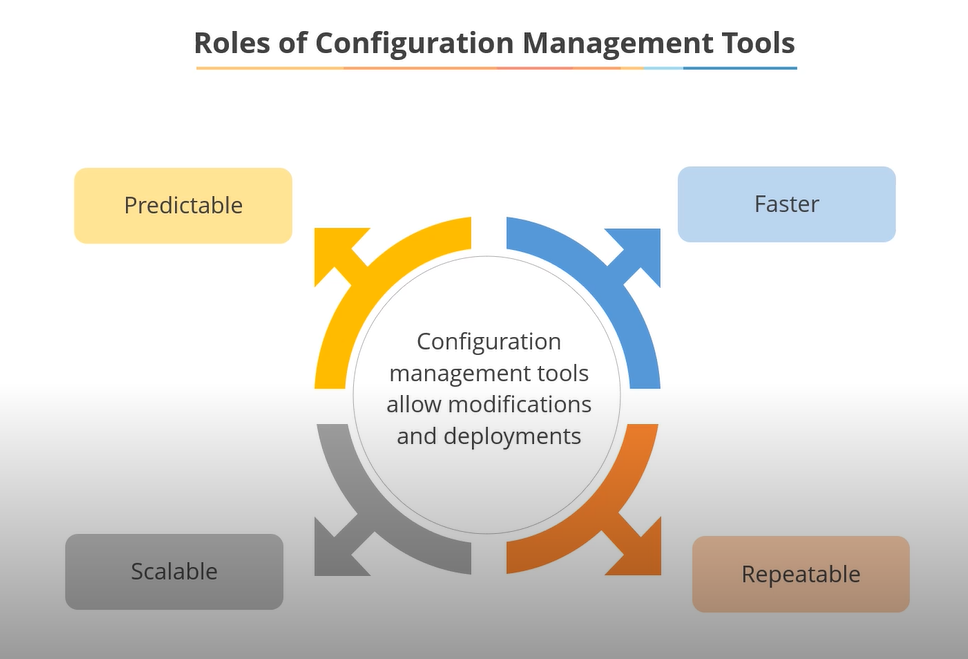 Roles of Configuration Management Tools
Predictable
Faster
Configuration
management tools
allow modifications
and deployments
Scalable
Repeatable